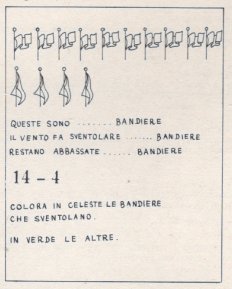 QUESTE SONO ....... BANDIERE
IL VENTO FA SVENTOLARE ...... BANDIERE
RESTANO ABBASSATE ...... BANDIERE
14 - 4
COLORA IN CELESTE LE BANDIERE
CHE SVENTOLANO.
IN VERDE LE ALTRE.